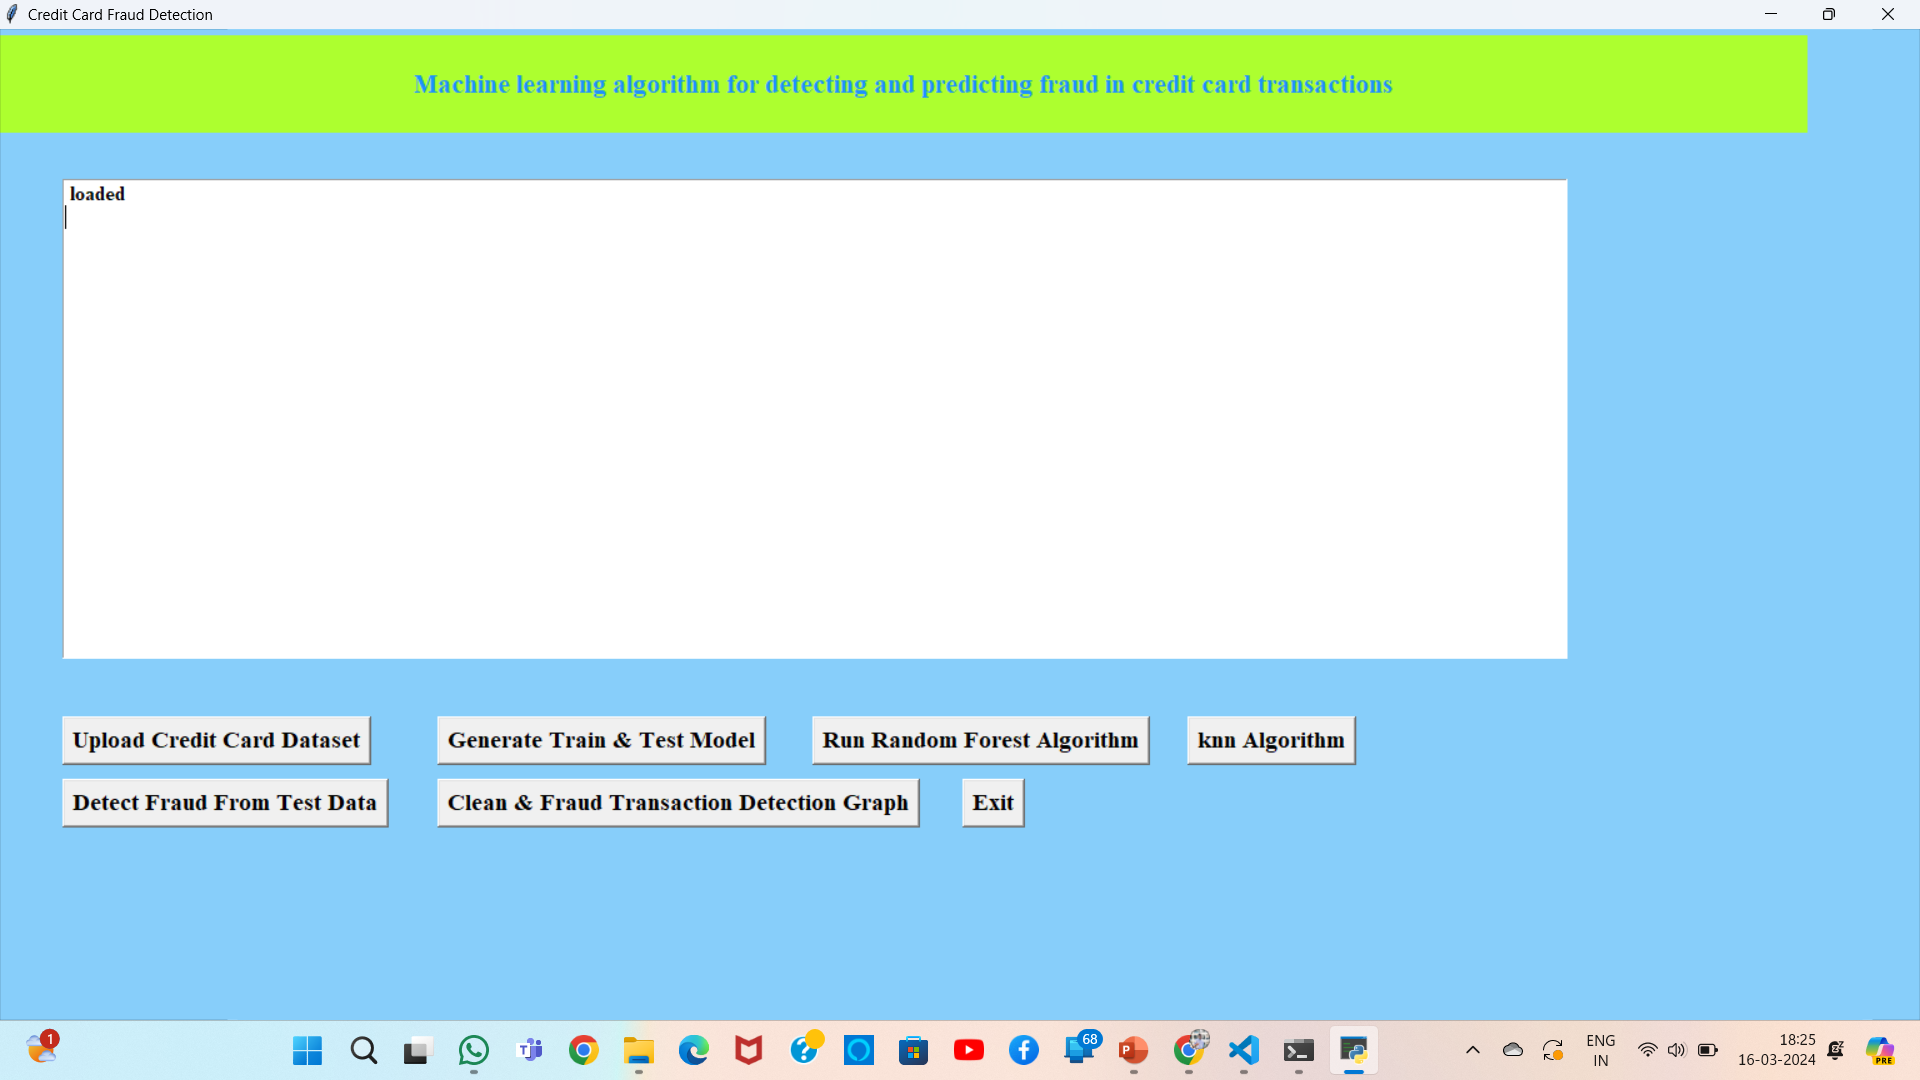 Credit Card Fraud Detection
Machine learning algorithm for detecting and predicting fraud in credit card transactions
loaded
Upload Credit Card Dataset
Generate Train & Test Model
Run Random Forest Algorithm
knn Algorithm
Detect Fraud From Test Data
Clean & Fraud Transaction Detection Graph
Exit
1
68
ENG
IN
18:25
16-03-2024
PRE